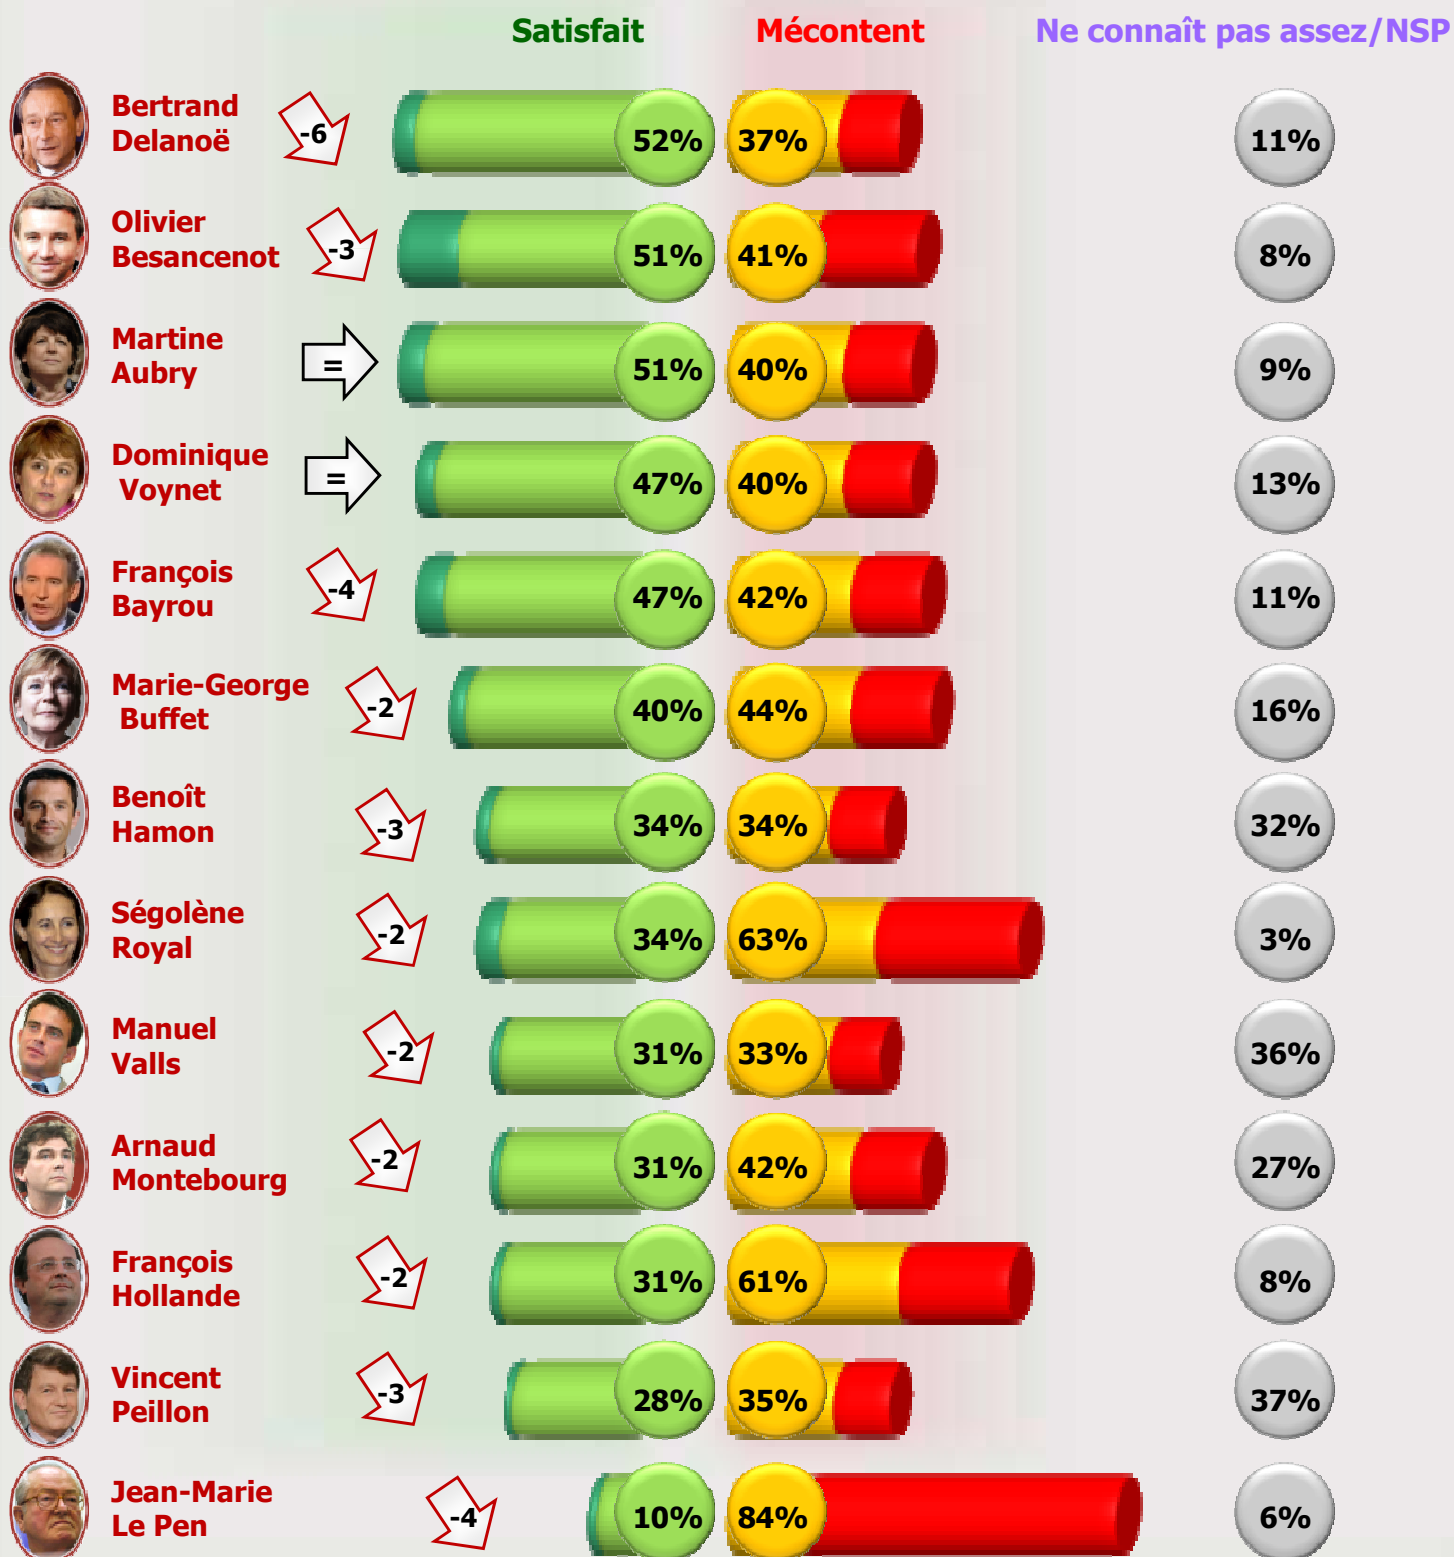 Satisfait Mécontent Ne connaît pas assez/NSP
Bertrand
Delanoë -6 52% 37% 11%
Olivier
Besancenot -3 51% 41% 8%
Martine
Aubry = 51% 40% 9%
Dominique
Voynet = 47% 40% 13%
François
Bayrou -4 47% 42% 11%
Marie-George
Buffet -2 40% 44% 16%
Benoît
Hamon -3 34% 34% 32%
Ségolène
Royal -2 34% 63% 3%
Manuel
Valls -2 31% 33% 36%
Arnaud
Montebourg -2 31% 42% 27%
François
Hollande -2 31% 61% 8%
Vincent
Peillon -3 28% 35% 37%
Jean-Marie
Le Pen -4 10% 84% 6%